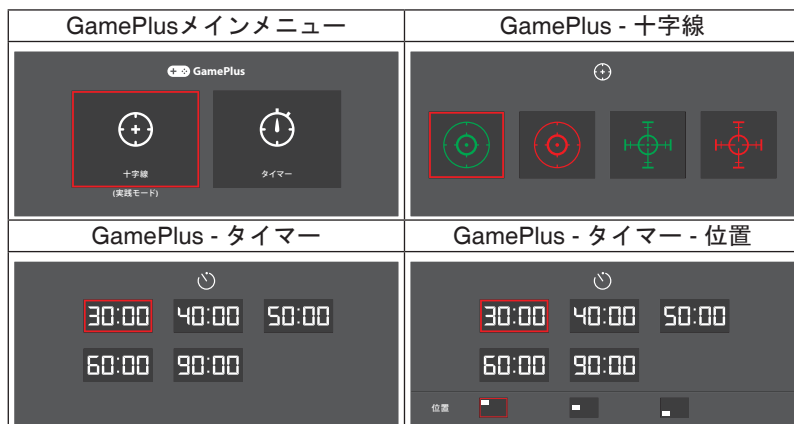 GamePlusメインメニュー
GamePlus - 十字線
GamePlus
十字線
(実践モード)
タイマー
GamePlus - タイマー
GamePlus - タイマー - 位置
30:00 40:00 50:00
60:00 90:00
30:00 40:00 50:00
60:00 90:00
位置